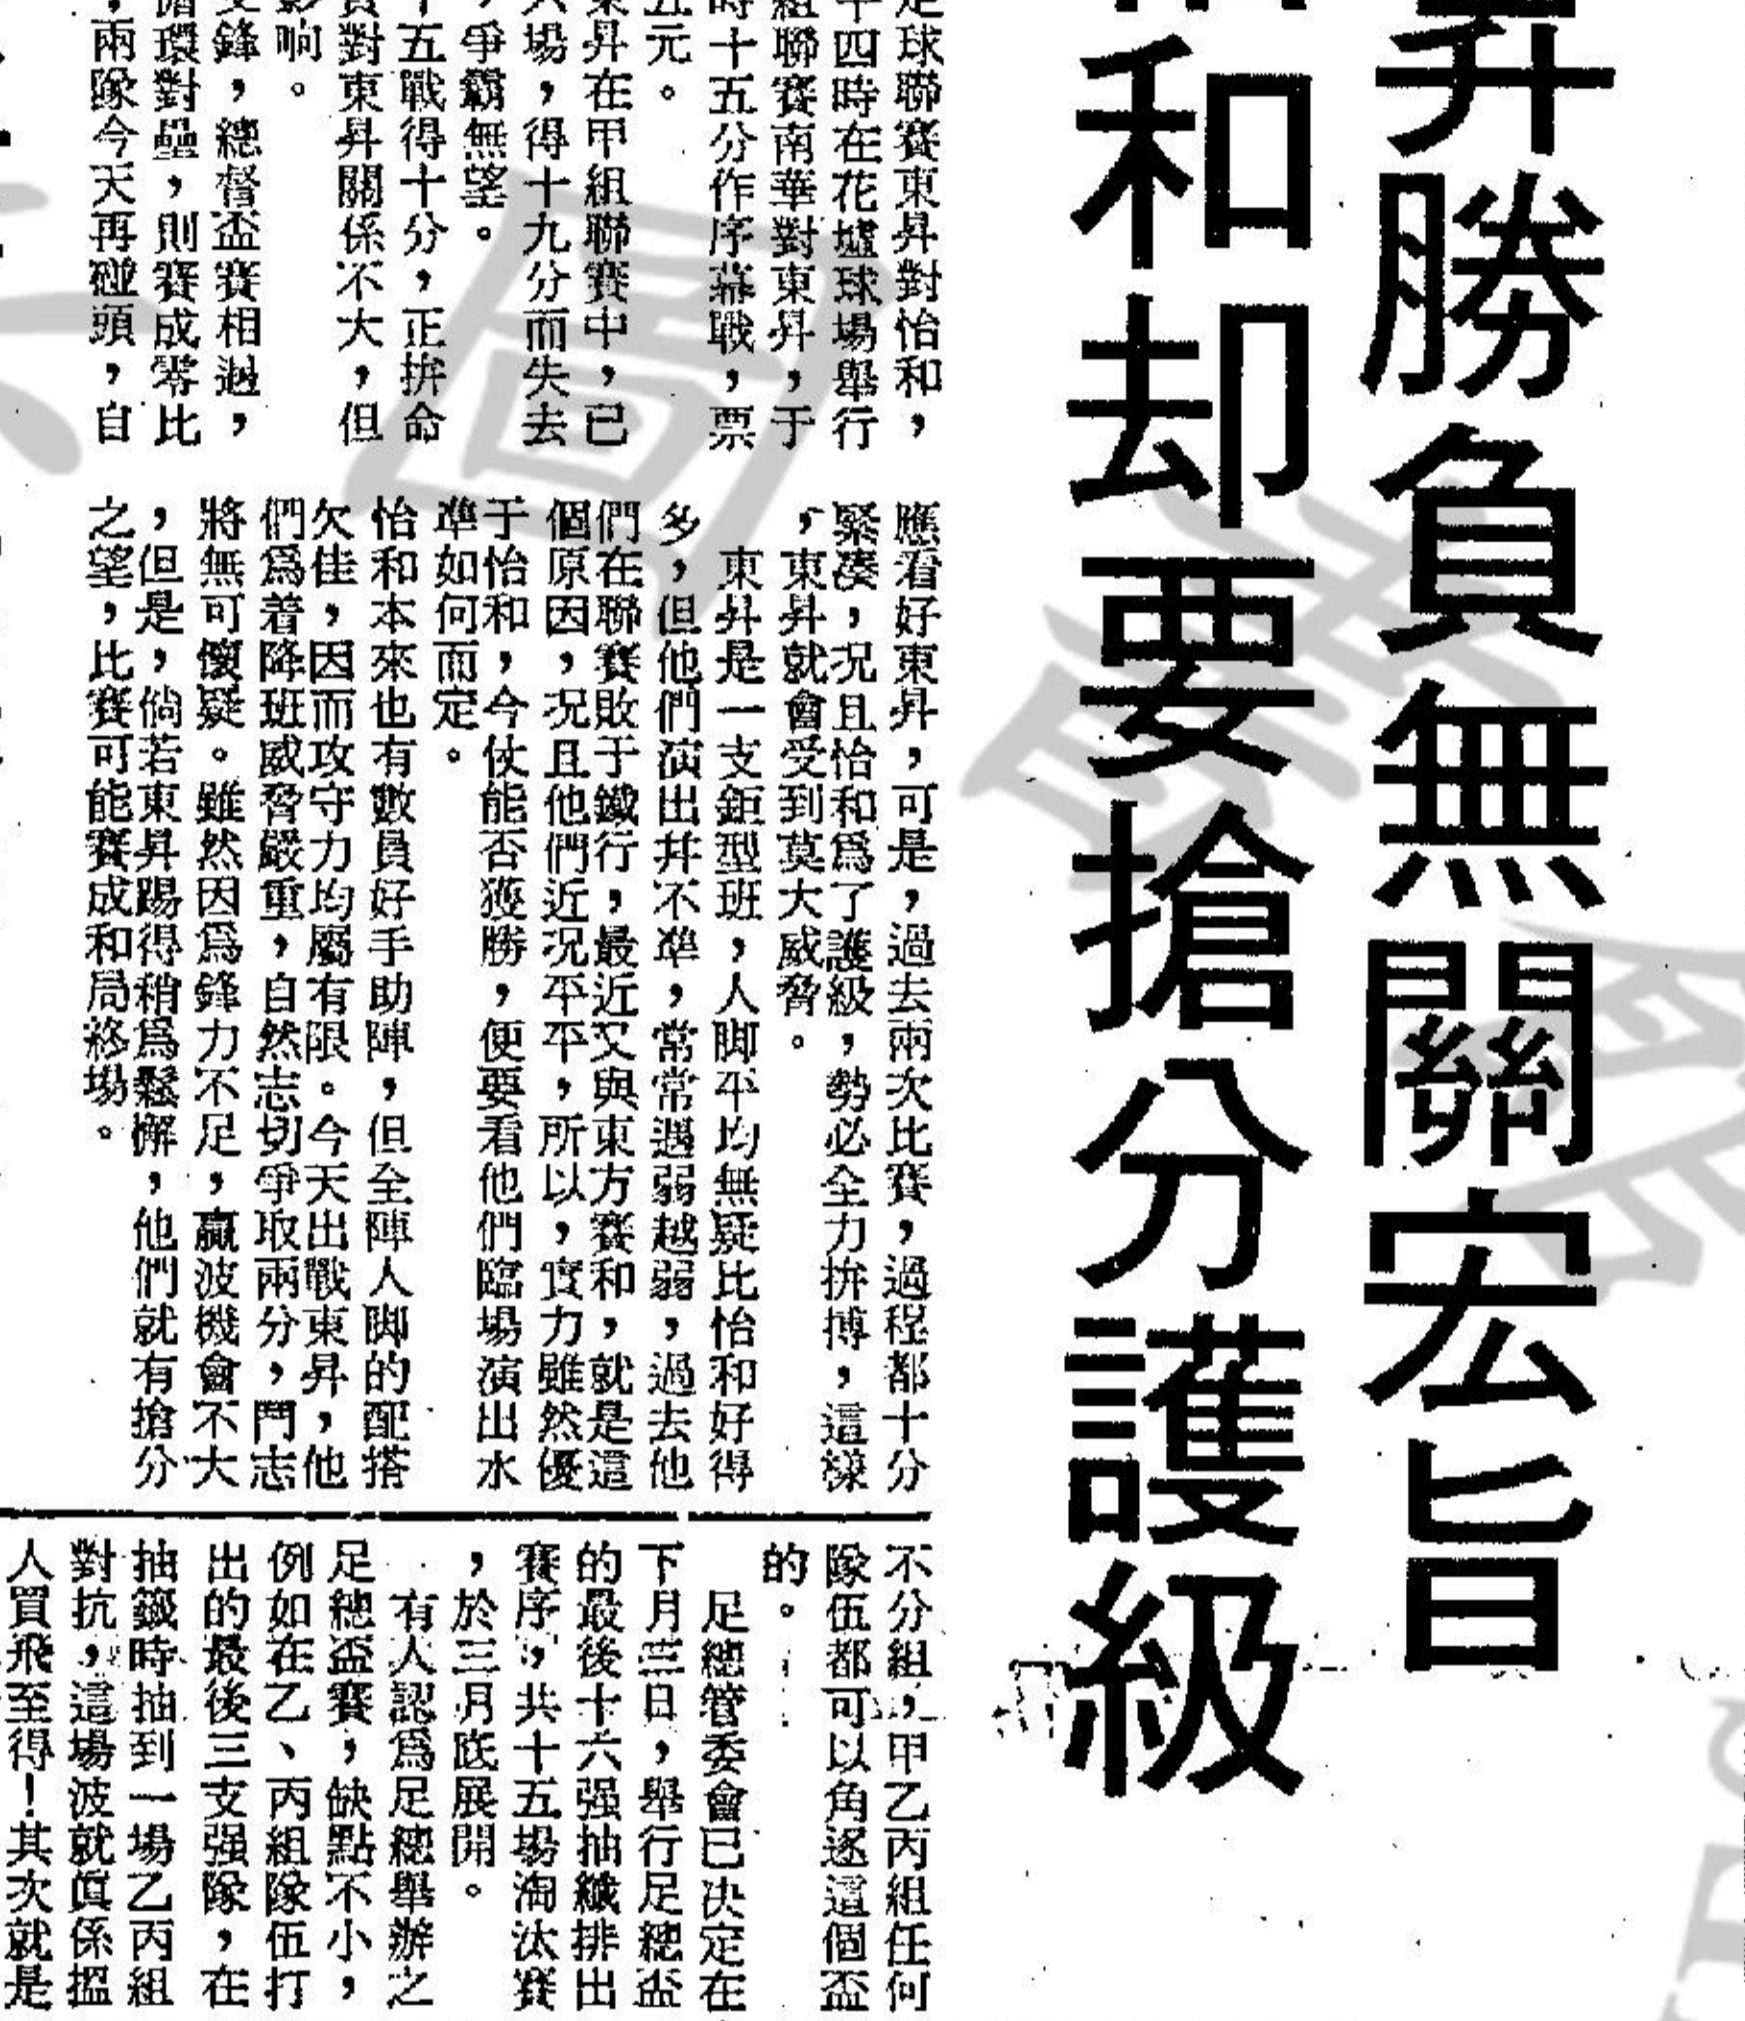 昇勝負無關宏旨
和却要搶分護級
足球聯賽東昇對怡和，
午四時在花墟球場舉行
組聯賽南華對東昇，于
時十五分作序幕戰，票
五元。
東昇在甲組聯賽中，已
六場，得十九分而失去
，爭霸無望。
十五戰得十分，正拚命
賽對東昇關係不大，但
影响。
交鋒，總督盃賽相遇，
循環對壘，則賽成零比
，兩隊今天再碰頭，自
應看好東昇，可是，過去兩次比賽，過程都十分
緊凑，況且怡和爲了護級，勢必全力拚搏，這樣
，東昇就會受到莫大威脅。
東昇是一支鉅型班，人脚平均無疑比怡和好得
多，但他們演出幷不準，常常遇弱越弱，過去他
們在聯賽敗于鐵行，最近又與東方賽和，就是這
個原因，況且他們近況平平，所以，實力雖然優
于怡和，今仗能否獲勝，便要看他們臨場演出水
準如何而定。
怡和本來也有數員好手助陣，但全陣人脚的配搭
欠佳，因而攻守力均屬有限。今天出戰東昇，他
們爲着降班威脅嚴重，自然志切爭取兩分，鬥志
將無可懷疑。雖然因爲鋒力不足，贏波機會不大
，但是，倘若東昇踢得稍爲鬆懈，他們就有搶分
之望，比賽可能賽成和局終場。
不分組，甲乙丙組任何
隊伍都可以角逐這個盃
的。
足總管委會已決定在
下月三日，舉行足總盃
的最後十六强抽籤排出
賽序，共十五場淘汰賽
，於三月底展開。
有人認爲足總舉辦之
足總盃賽，缺點不小，
例如在乙、丙組隊伍打
出的最後三支强隊，在
抽籤時抽到一場乙丙組
對抗，這場波就眞係搵
人買飛至得！其次就是